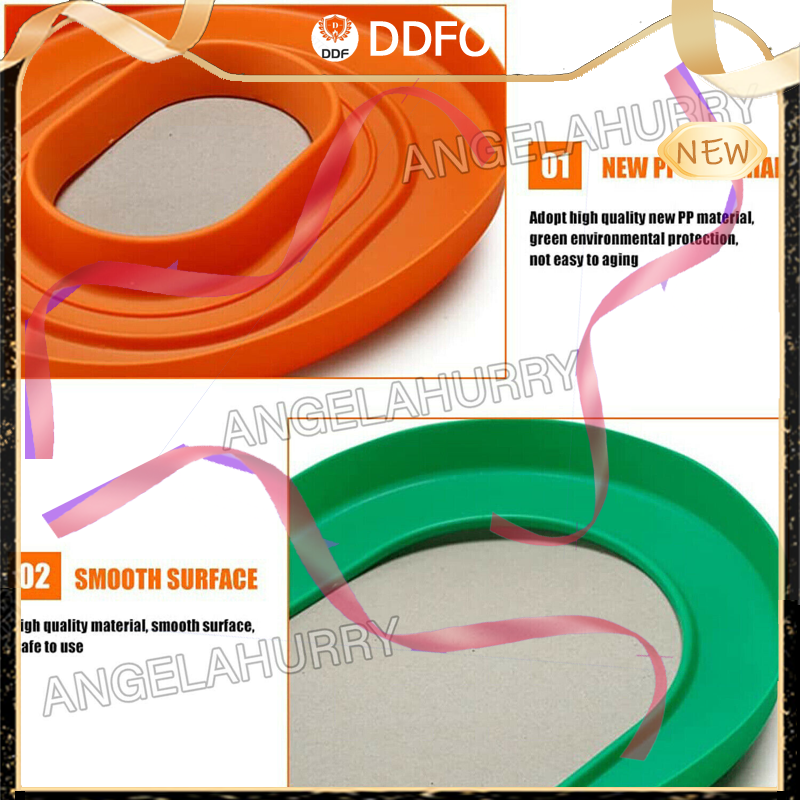 DDF
DDFO
ANGELAHURRY
NEW
01
NEW
Adopt high quality new PP material,
green environmental protection,
not easy to aging
ANGELAHURRY
02
SMOOTH SURFACE
igh quality material, smooth surface,
afe to use
ANGELAHURRY